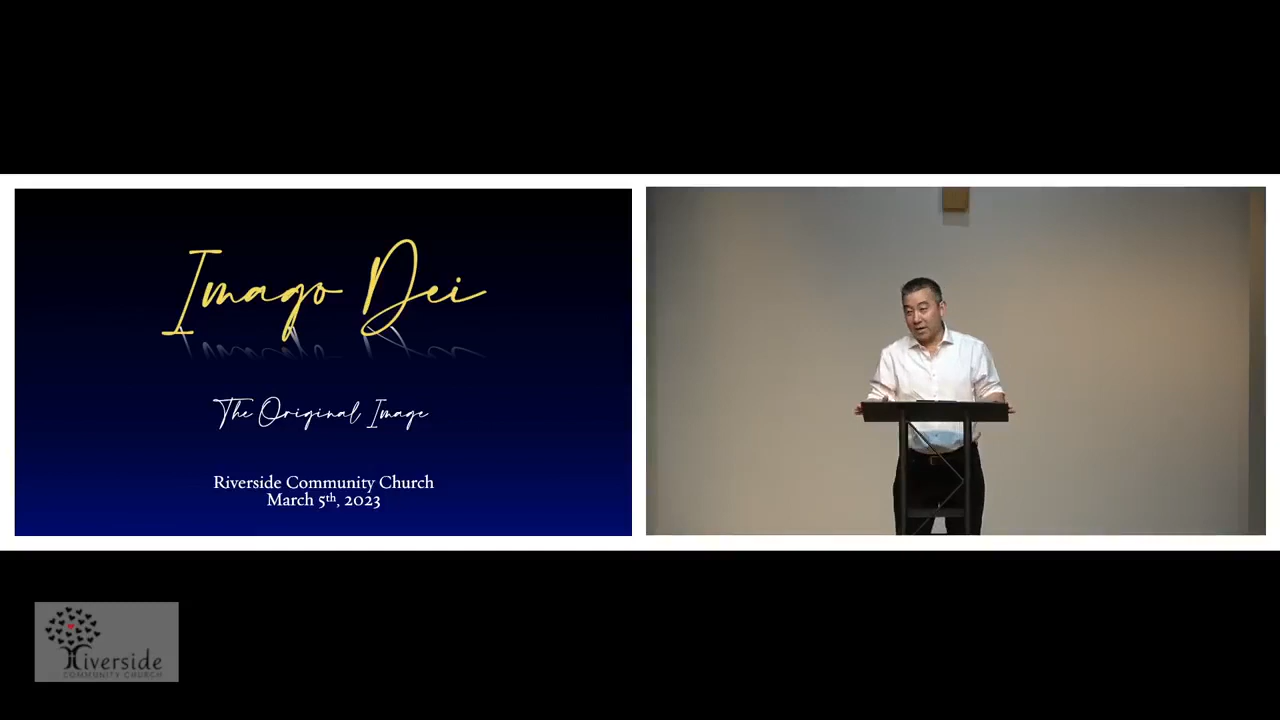 Imago Dei
The Original Image
Riverside Community Church
March 5th, 2023
Riverside
COMMUNITY CHURCH